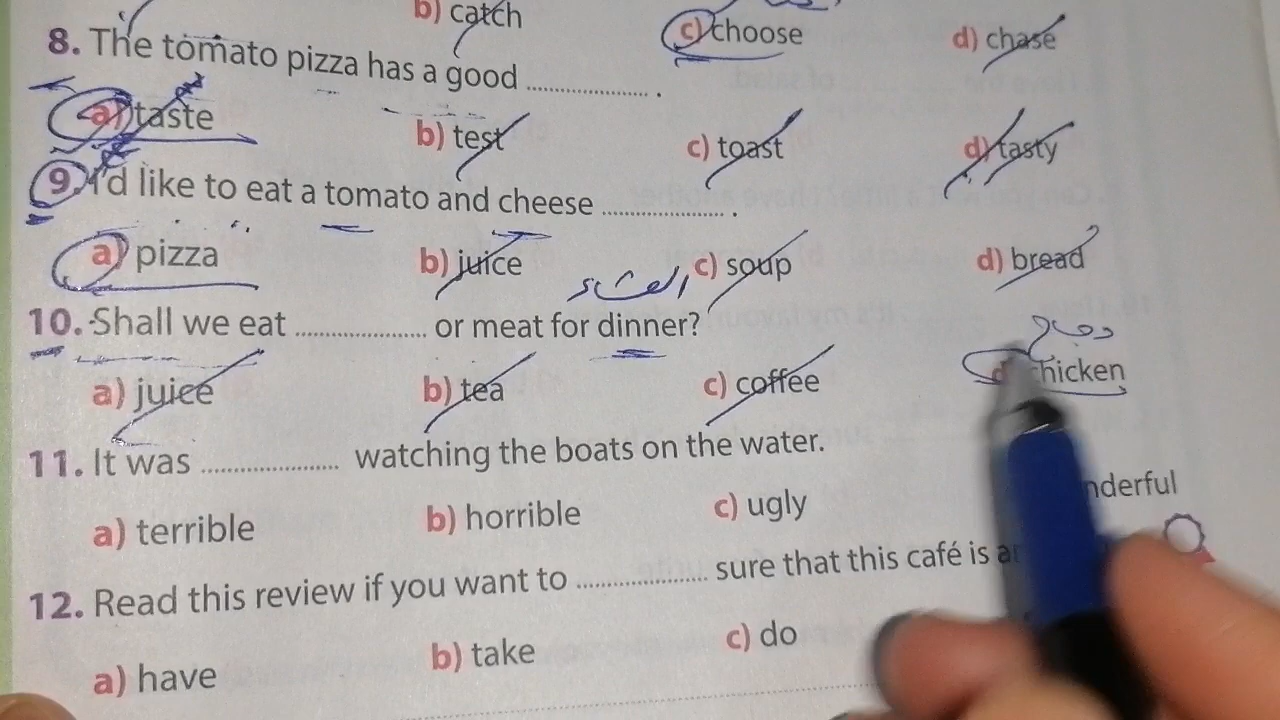 b) catch c) choose d) chase
8. The tomato pizza has a good .................... .
a) taste b) test c) toast d) tasty
9. I'd like to eat a tomato and cheese .................... .
a) pizza b) juice c) soup d) bread
العشاء
10. Shall we eat .................... or meat for dinner?
a) juice b) tea c) coffee d) chicken
11. It was .................... watching the boats on the water.
a) terrible b) horrible c) ugly nderful
12. Read this review if you want to .................... sure that this café is
a) have b) take c) do